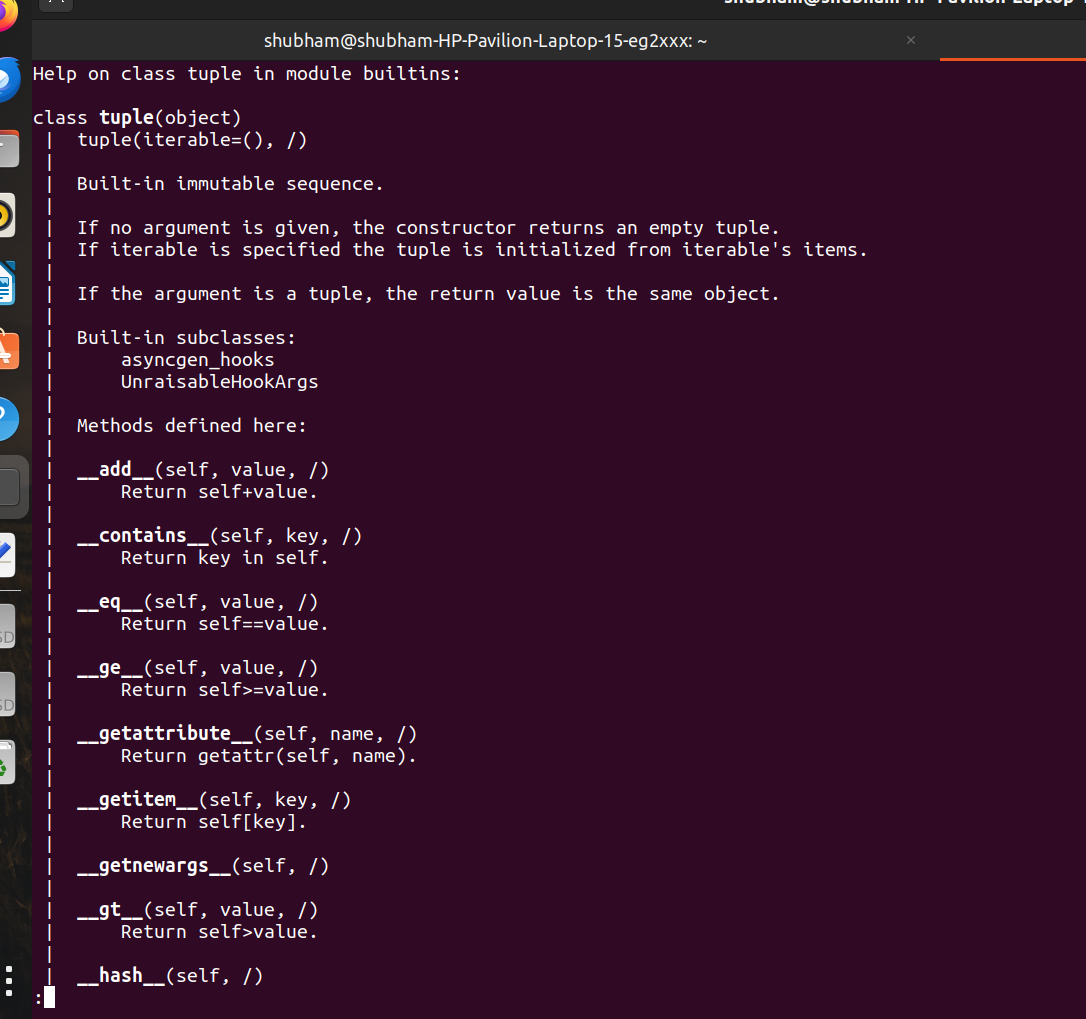 shubham@shubham-HP-Pavilion-Laptop-
shubham@shubham-HP-Pavilion-Laptop-15-eg2xxx: ~ ×
Help on class tuple in module builtins:
class tuple(object)
 |  tuple(iterable=(), /)
 |
 |  Built-in immutable sequence.
 |
 |  If no argument is given, the constructor returns an empty tuple.
 |  If iterable is specified the tuple is initialized from iterable's items.
 |
 |  If the argument is a tuple, the return value is the same object.
 |
 |  Built-in subclasses:
 |      asyncgen_hooks
 |      UnraisableHookArgs
 |
 |  Methods defined here:
 |
 |  __add__(self, value, /)
 |      Return self+value.
 |
 |  __contains__(self, key, /)
 |      Return key in self.
 |
 |  __eq__(self, value, /)
 |      Return self==value.
 |
 |  __ge__(self, value, /)
 |      Return self>=value.
 |
 |  __getattribute__(self, name, /)
 |      Return getattr(self, name).
 |
 |  __getitem__(self, key, /)
 |      Return self[key].
 |
 |  __getnewargs__(self, /)
 |
 |  __gt__(self, value, /)
 |      Return self>value.
 |
 |  __hash__(self, /)
: